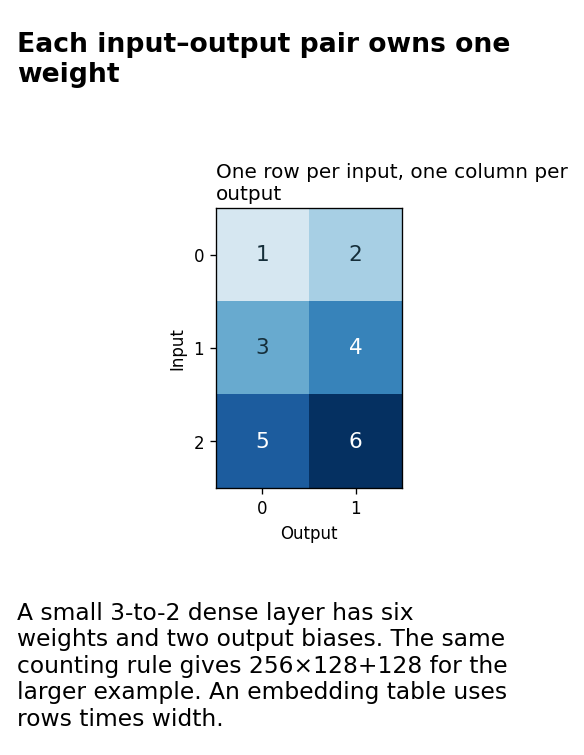 Each input–output pair owns one
weight
One row per input, one column per
output
0
1
2
Input
1
2
3
4
5
6
0
1
Output
A small 3-to-2 dense layer has six
weights and two output biases. The same
counting rule gives 256×128+128 for the
larger example. An embedding table uses
rows times width.